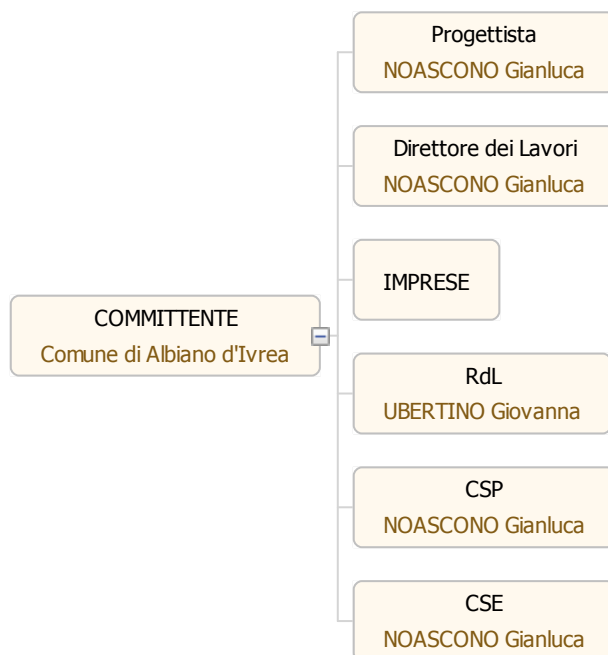 Progettista
NOASCONO Gianluca
Direttore dei Lavori
NOASCONO Gianluca
IMPRESE
COMMITTENTE
Comune di Albiano d'Ivrea
RdL
UBERTINO Giovanna
CSP
NOASCONO Gianluca
CSE
NOASCONO Gianluca